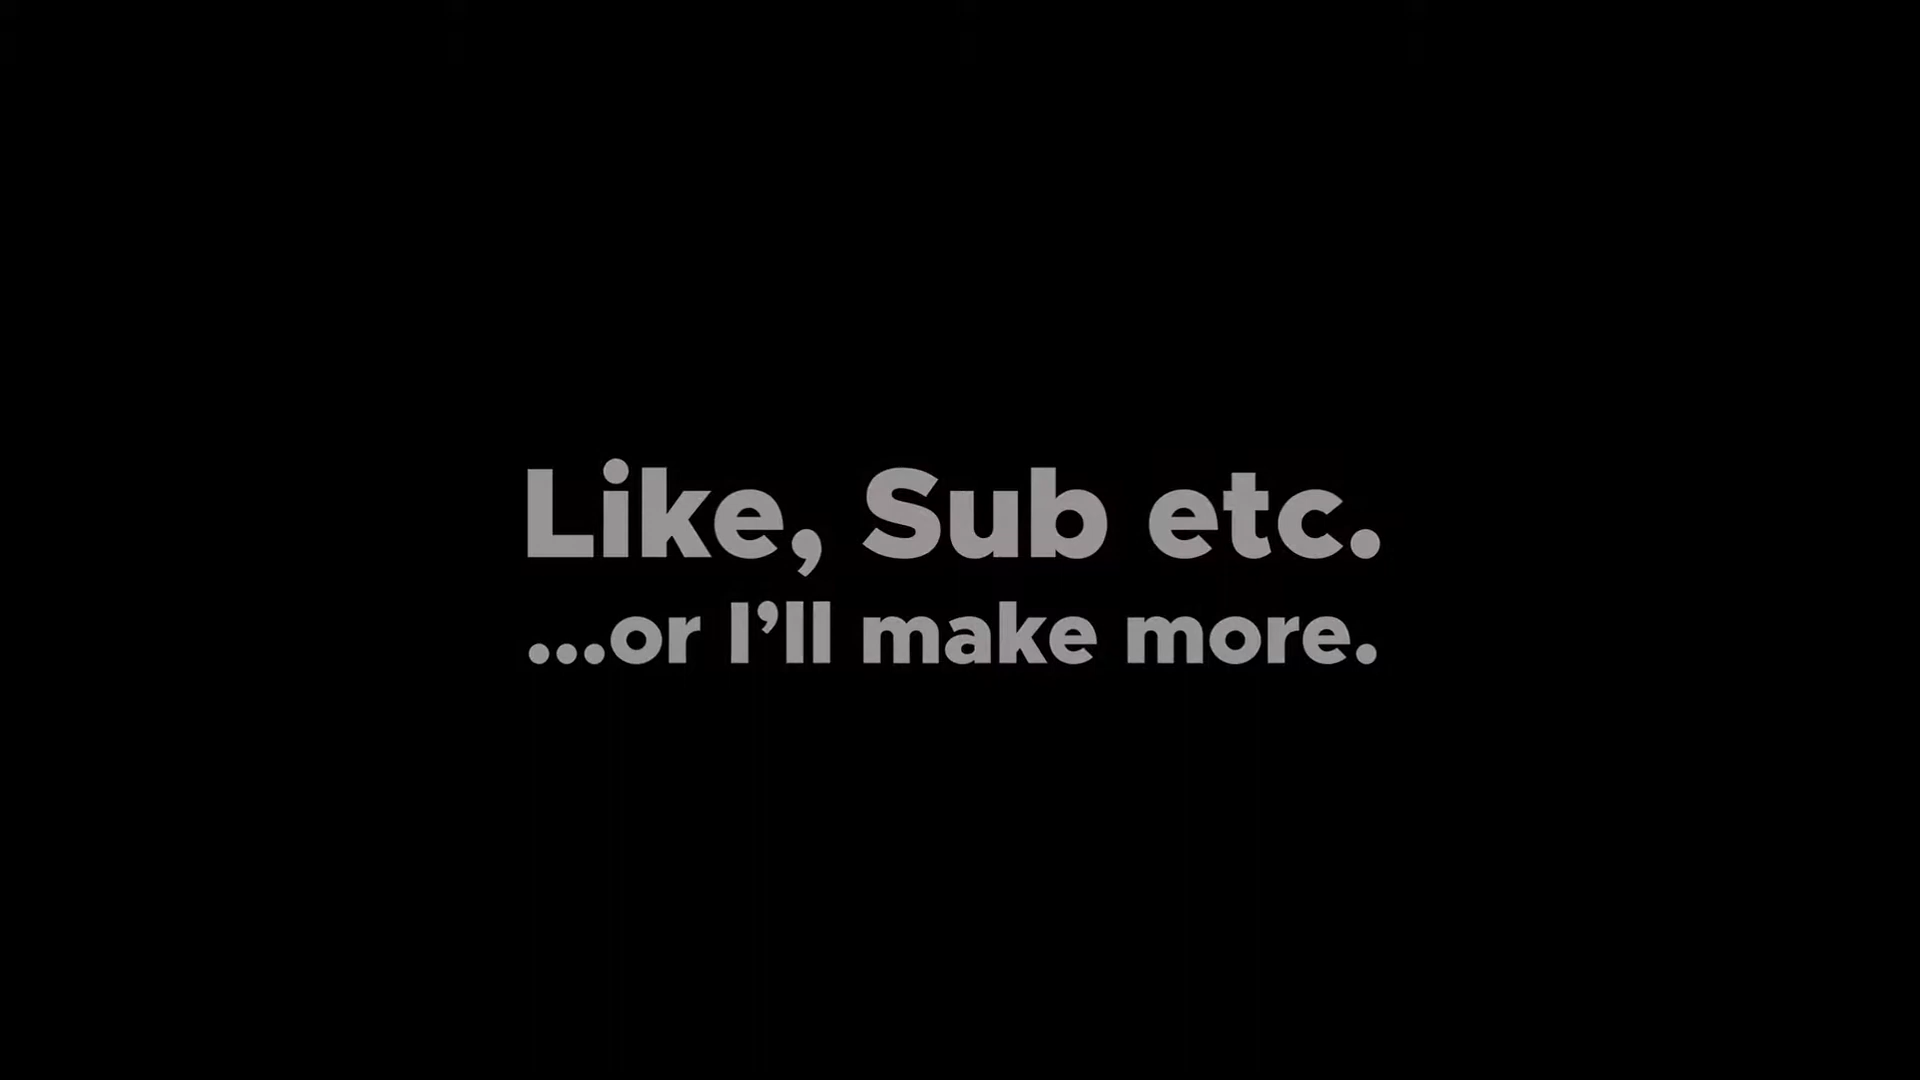 Like, Sub etc.
...or I’ll make more.